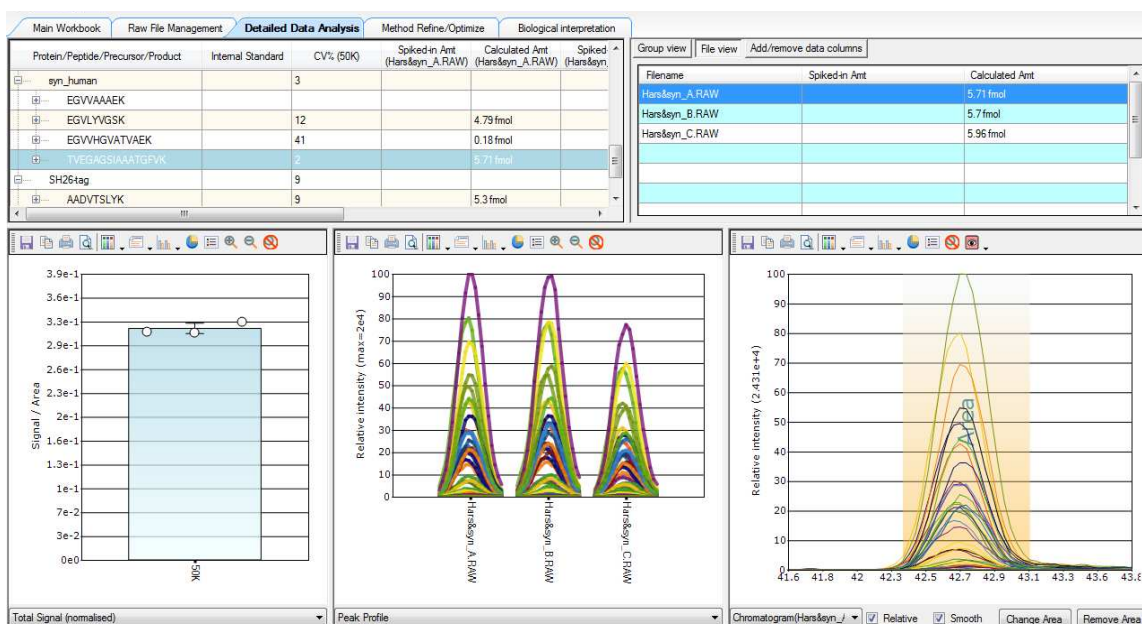 Main Workbook Raw File Management Detailed Data Analysis Method Refine/Optimize Biological interpretation
Protein/Peptide/Precursor/Product Internal Standard CV% (50K) Spiked-in Amt (Hars&syn_A.RAW) Calculated Amt (Hars&syn_A.RAW) Spiked- (Hars&syn_
syn_human 3
EGVVAAAEK
EGVLYVGSK 12 4.79 fmol
EGVVHGVATVAEK 41 0.18 fmol
TVEGAGSIAAATGFVK 2 5.71 fmol
SH26-tag 9
AADVTSLYK 9 5.3 fmol
Group view File view Add/remove data columns
Filename Spiked-in Amt Calculated Amt
Hars&syn_A.RAW 5.71 fmol
Hars&syn_B.RAW 5.7 fmol
Hars&syn_C.RAW 5.96 fmol
Signal / Area
3.9e-1
3.6e-1
3.3e-1
2.9e-1
2.6e-1
2.3e-1
2e-1
1.6e-1
1.3e-1
1e-1
7e-2
3e-2
0e0
50K
Total Signal (normalised)
Relative intensity (max=2e4)
100
90
80
70
60
50
40
30
20
10
0
Hars&syn_A.RAW
Hars&syn_B.RAW
Hars&syn_C.RAW
Peak Profile
Relative intensity (2.431e+4)
100
90
80
70
60
50
40
30
20
10
0
Area
41.6 41.8 42 42.3 42.5 42.7 42.9 43.1 43.3 43.6 43.8
Chromatogram(Hars&syn_/ Relative Smooth Change Area Remove Area